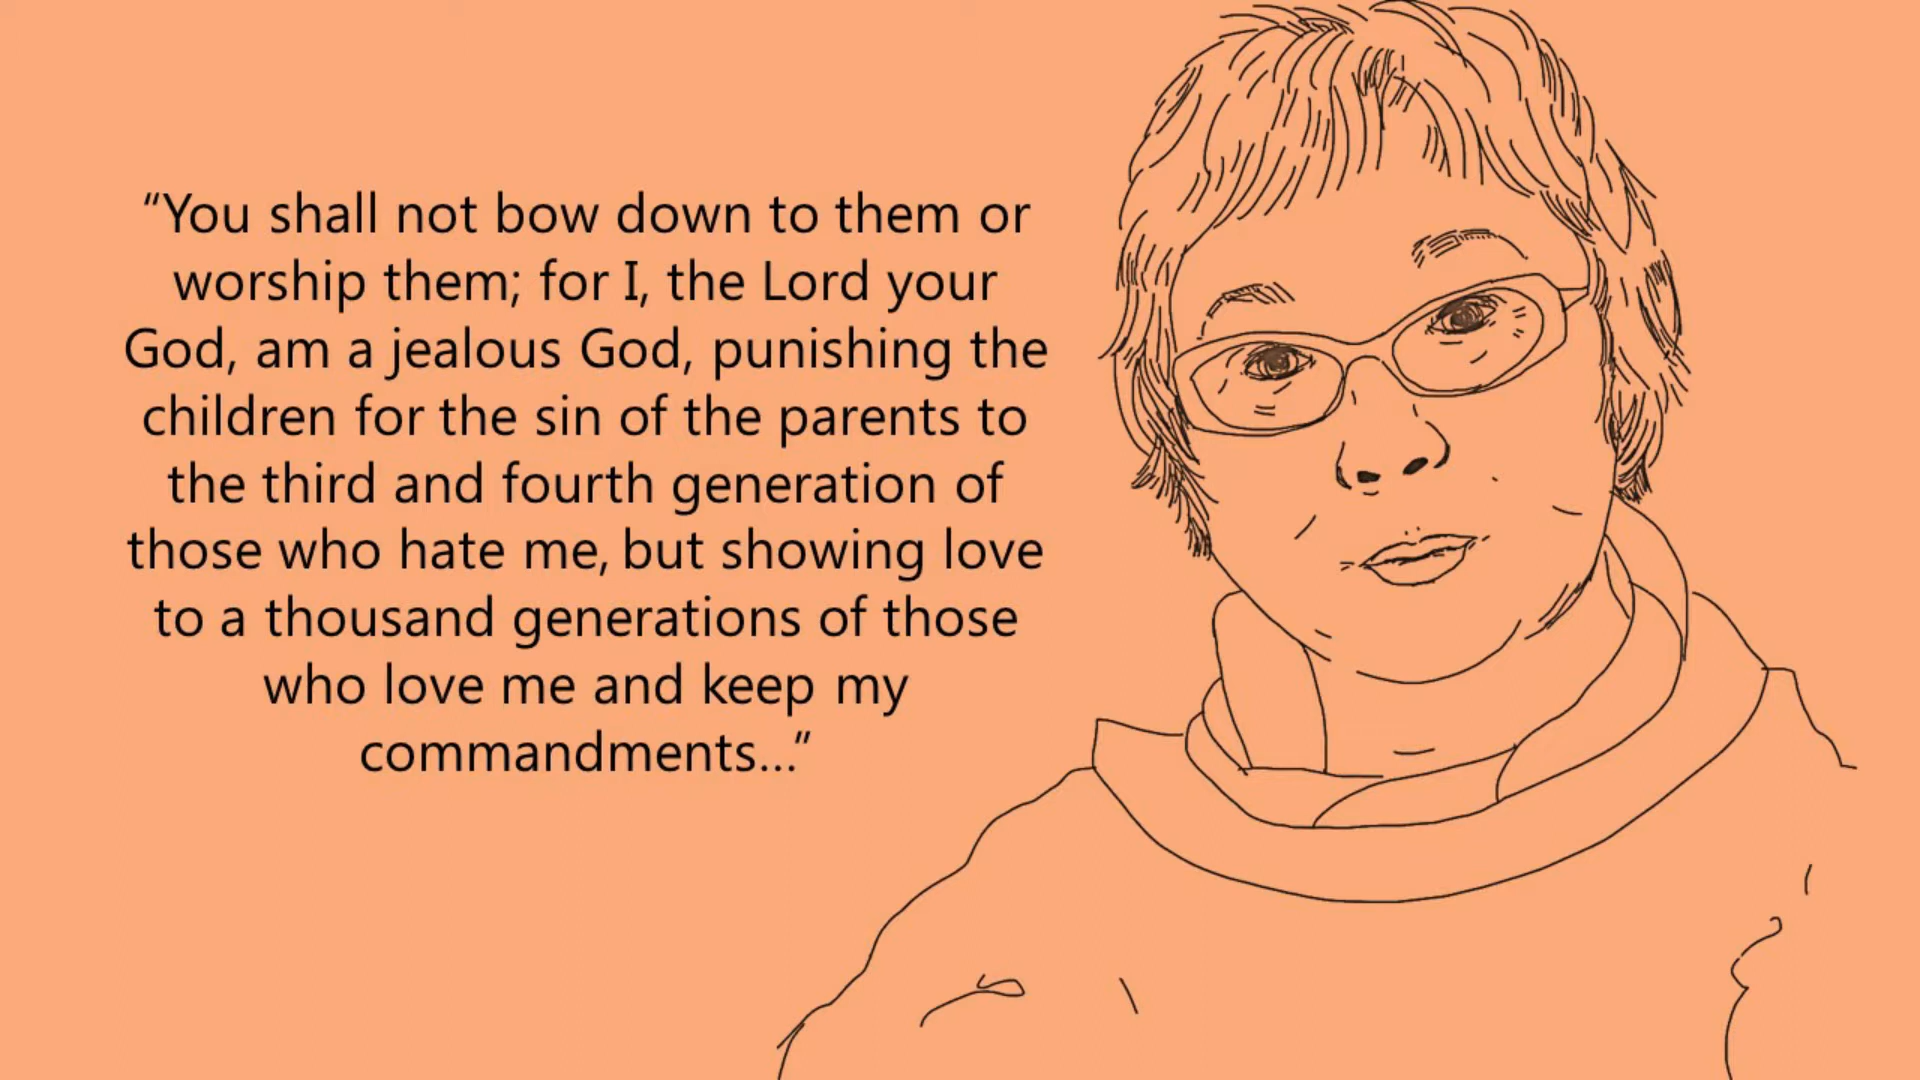 “You shall not bow down to them or
worship them; for I, the Lord your
God, am a jealous God, punishing the
children for the sin of the parents to
the third and fourth generation of
those who hate me, but showing love
to a thousand generations of those
who love me and keep my
commandments...”